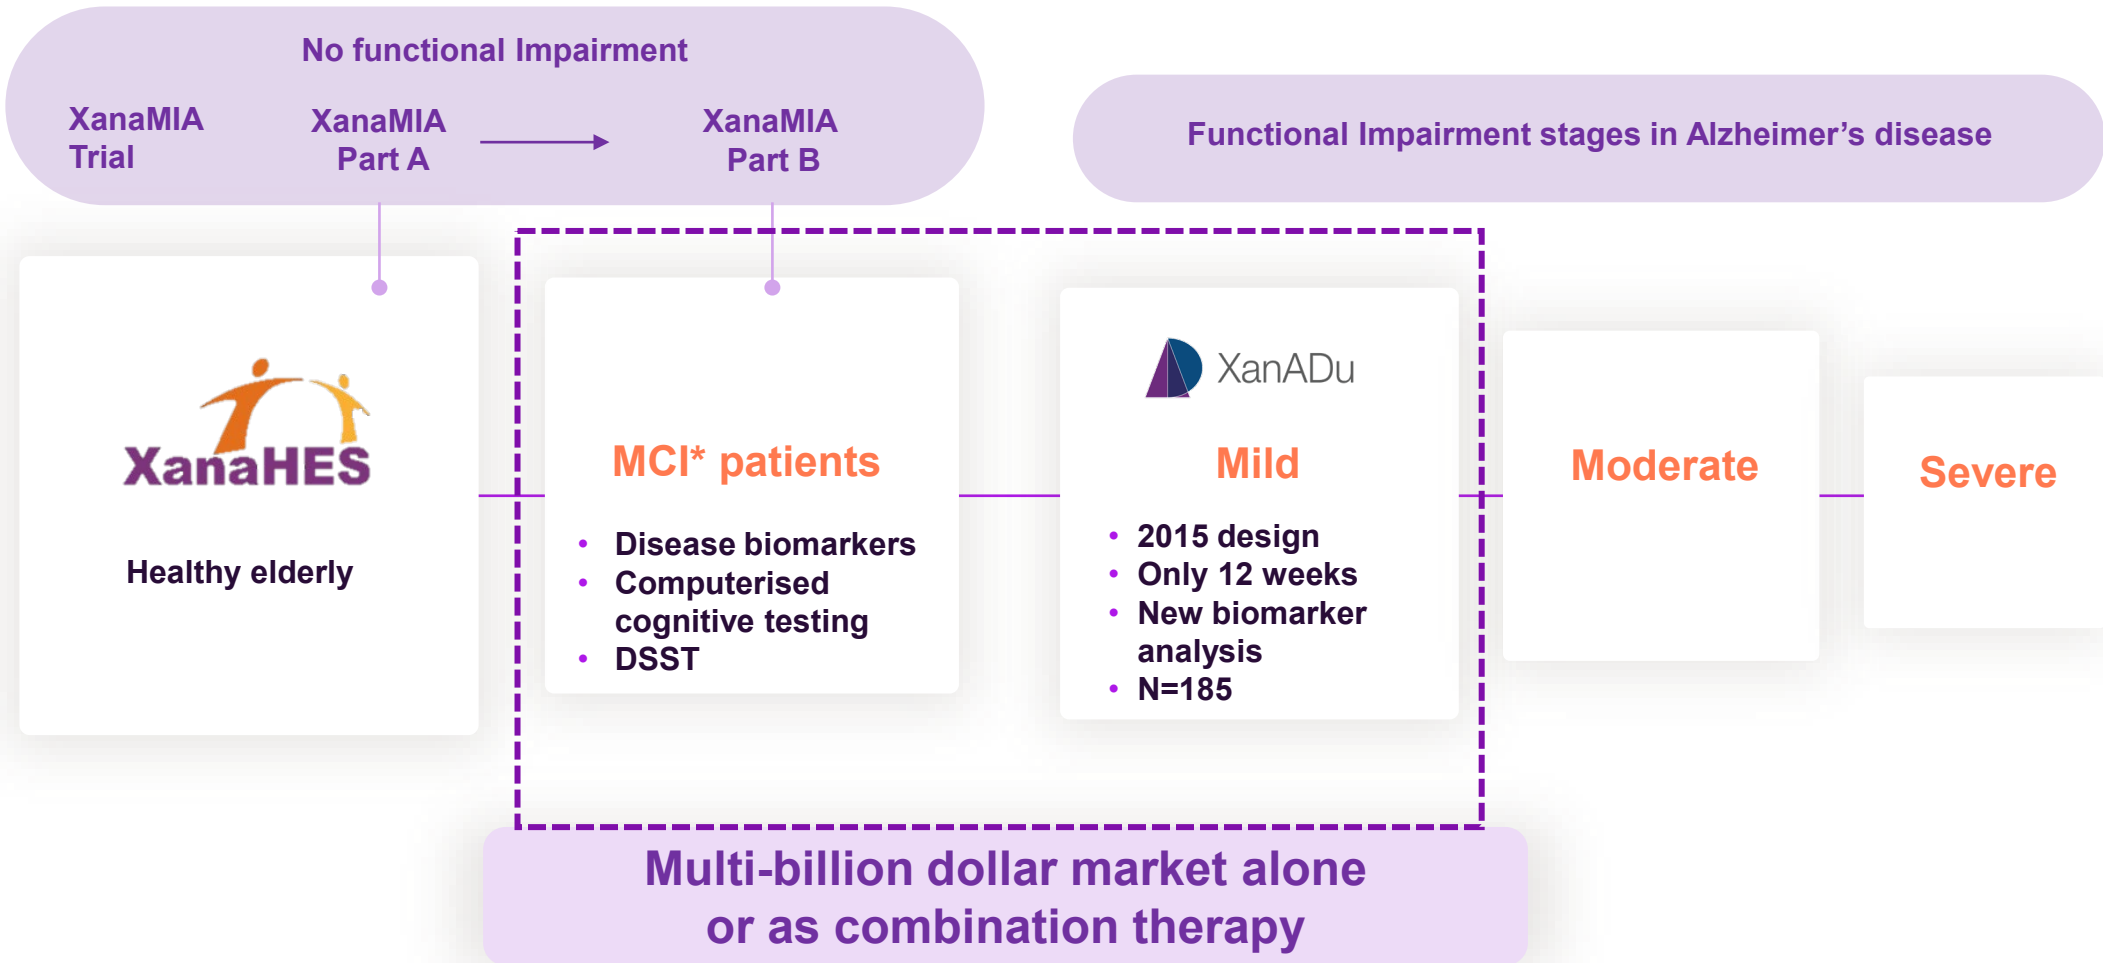 No functional Impairment
XanaMIA
Trial
XanaMIA
Part A
XanaMIA
Part B
Functional Impairment stages in Alzheimer’s disease
XanaHES
Healthy elderly
MCI* patients
• Disease biomarkers
• Computerised
cognitive testing
• DSST
XanADu
Mild
• 2015 design
• Only 12 weeks
• New biomarker
analysis
• N=185
Moderate
Severe
Multi-billion dollar market alone
or as combination therapy